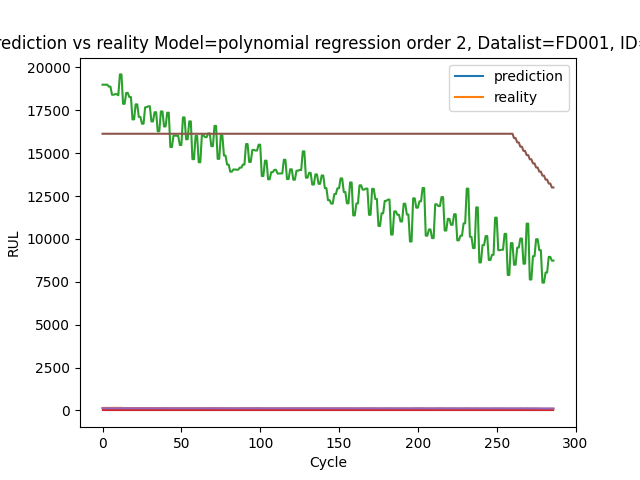 rediction vs reality Model=polynomial regression order 2, Datalist=FD001, ID=
20000
17500
15000
12500
10000
7500
5000
2500
0
RUL
prediction
reality
0 50 100 150 200 250 300
Cycle